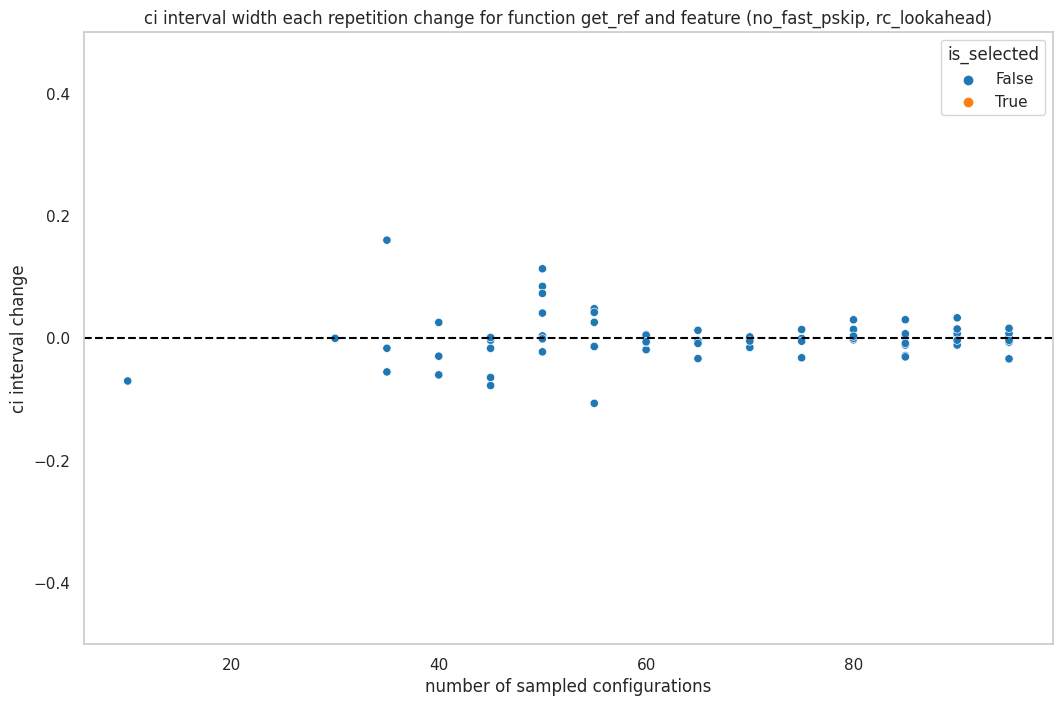 ci interval width each repetition change for function get_ref and feature (no_fast_pskip, rc_lookahead)
is_selected
False
True
0.4
0.2
0.0
−0.2
−0.4
ci interval change
20 40 60 80
number of sampled configurations